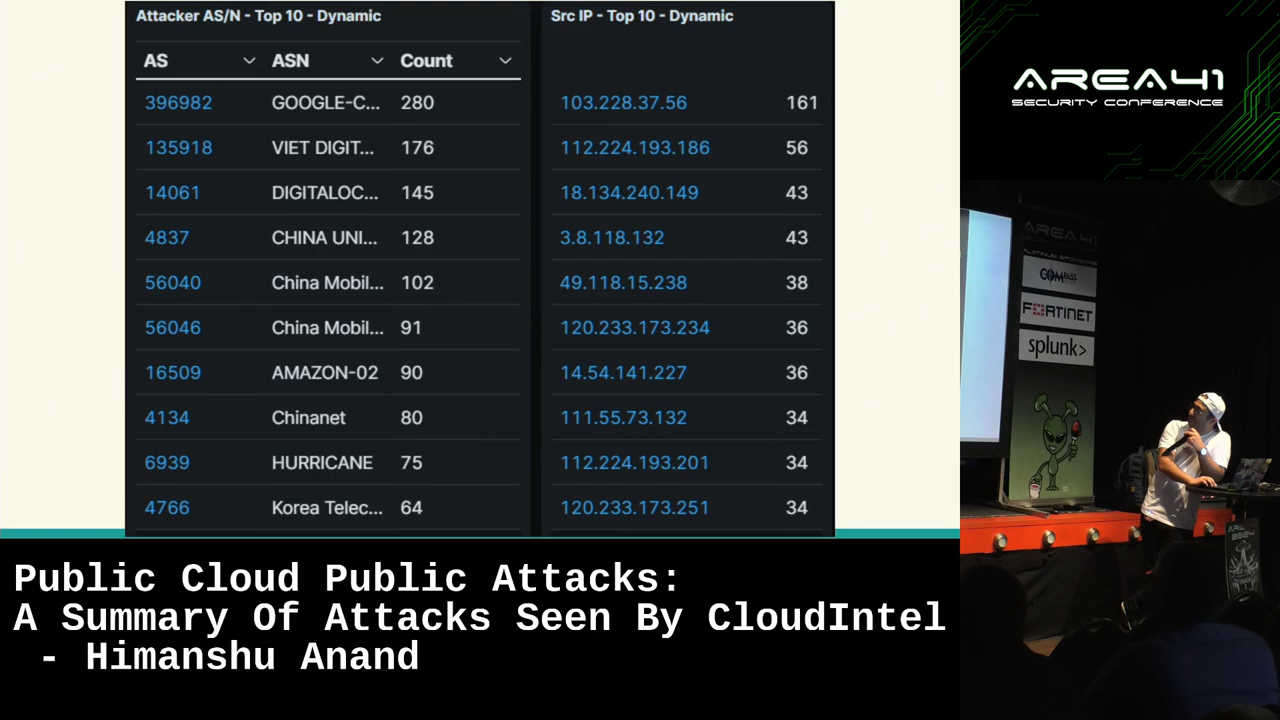 Attacker AS/N - Top 10 - Dynamic
AS ASN Count
396982 GOOGLE-C... 280
135918 VIET DIGIT... 176
14061 DIGITALOC... 145
4837 CHINA UNI... 128
56040 China Mobil... 102
56046 China Mobil... 91
16509 AMAZON-02 90
4134 Chinanet 80
6939 HURRICANE 75
4766 Korea Telec... 64
Src IP - Top 10 - Dynamic
103.228.37.56 161
112.224.193.186 56
18.134.240.149 43
3.8.118.132 43
49.118.15.238 38
120.233.173.234 36
14.54.141.227 36
111.55.73.132 34
112.224.193.201 34
120.233.173.251 34
AREA41
SECURITY CONFERENCE
AREA 41
PLATINUM SPONSORS
COMPASS
FORTINET
splunk>
Public Cloud Public Attacks:
A Summary Of Attacks Seen By CloudIntel
- Himanshu Anand